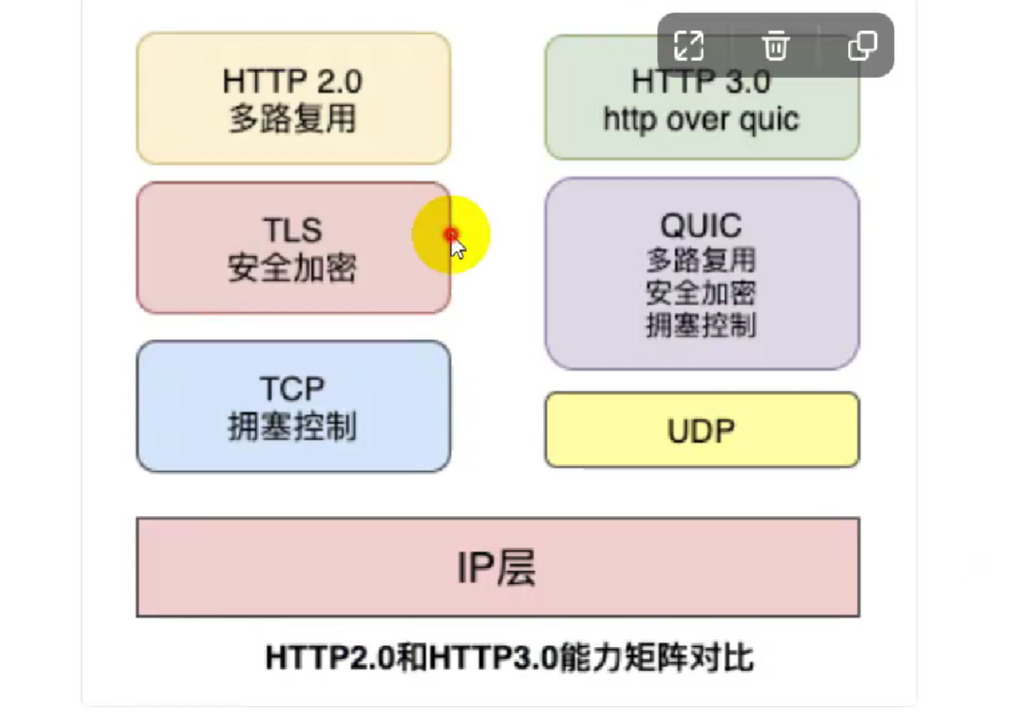 HTTP 2.0
多路复用
TLS
安全加密
TCP
拥塞控制
HTTP 3.0
http over quic
QUIC
多路复用
安全加密
拥塞控制
UDP
IP层
HTTP2.0和HTTP3.0能力矩阵对比